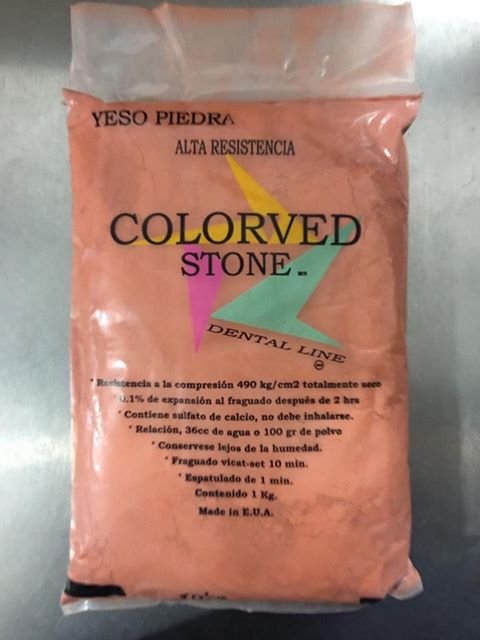 YESO PIEDRA
ALTA RESISTENCIA
COLORVED
STONE
DENTAL LINE
* Resistencia a la compresión 490 kg/cm2 totalmente seco
* 0.1% de expansión al fraguado después de 2 hrs
* Contiene sulfato de calcio, no debe inhalarse.
* Relación, 36cc de agua o 100 gr de polvo
* Conservese lejos de la humedad.
* Fraguado vicat-set 10 min.
* Espatulado de 1 min.
Contenido 1 Kg.
Made in E.U.A.